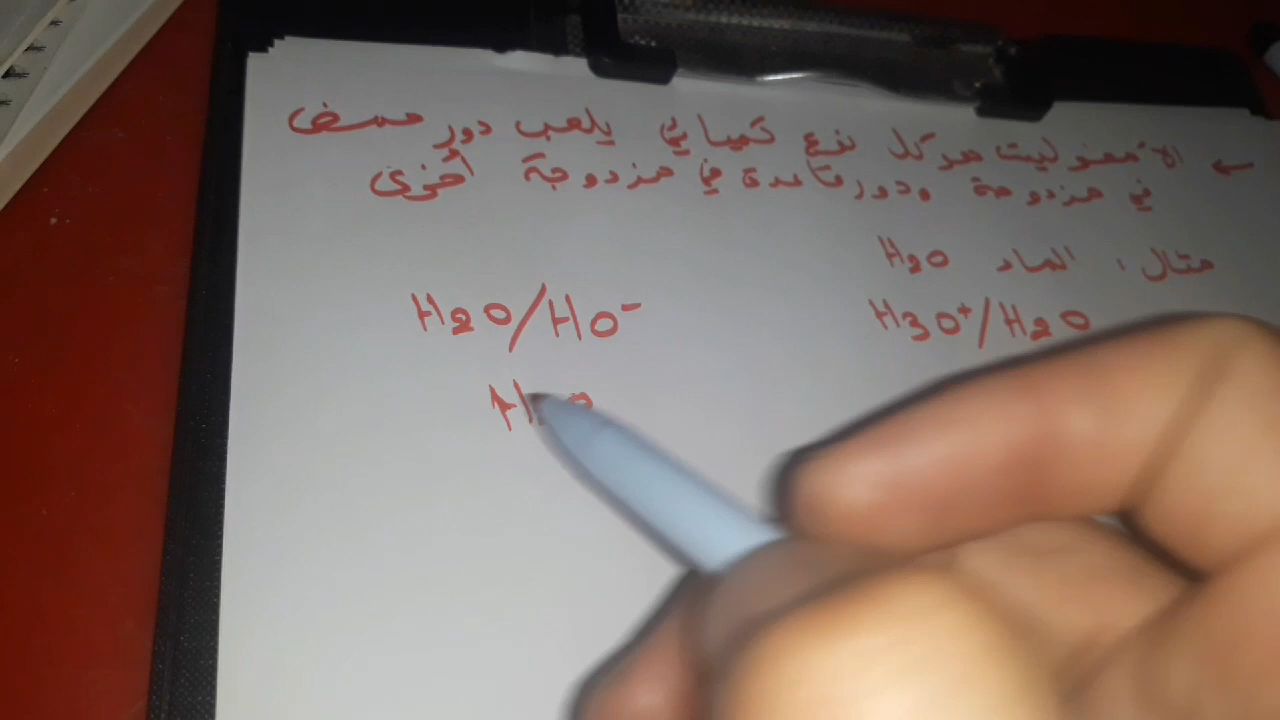 ← الأمفوليت هو كل نوع كيميائي يلعب دور حمض
في مزدوجة ودور قاعدة في مزدوجة أخرى
مثال: الماء H2O
H3O+/H2O H2O/HO-